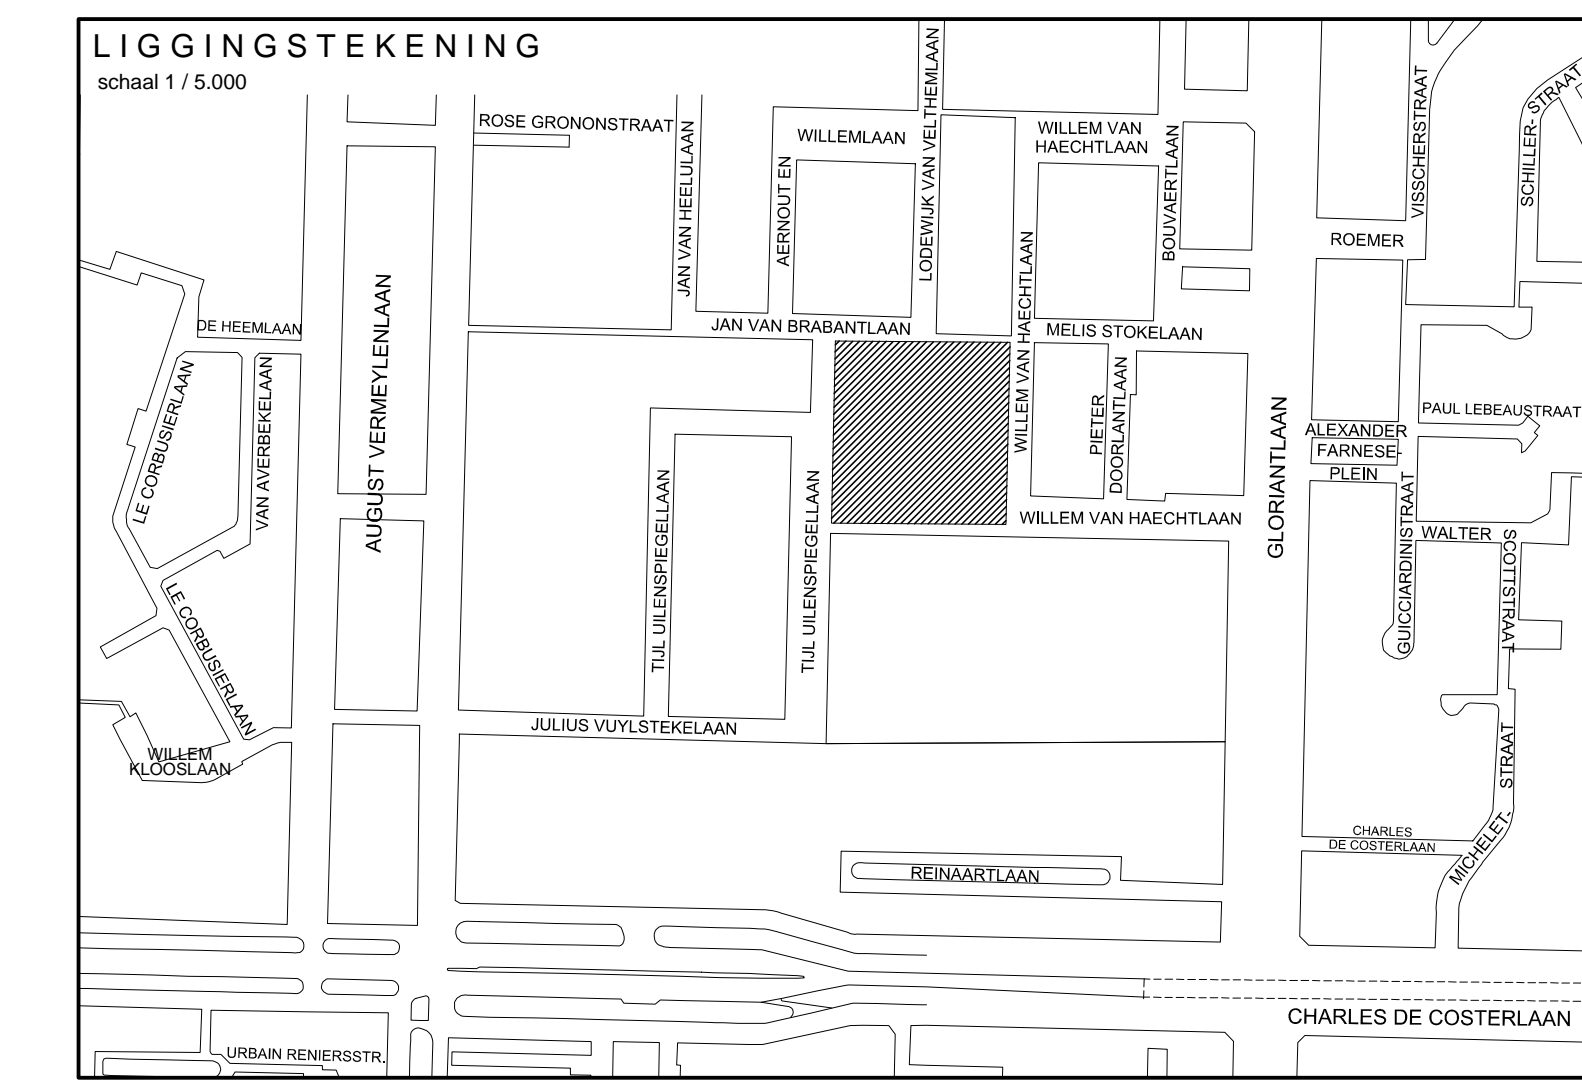 LIGGINGSTEKENING
schaal 1 / 5.000
ROSE GRONONSTRAAT
JAN VAN HEELULAAN
WILLEMLAAN
AERNOUT EN
LODEWIJK VAN VELTHEMLAAN
WILLEM VAN
HAECHTLAAN
BOUVAERTLAAN
VISSCHERSTRAAT
ROEMER
SCHILLER-
STRAAT
DE HEEMLAAN
AUGUST VERMEYLENLAAN
JAN VAN BRABANTLAAN
WILLEM VAN HAECHTLAAN
MELIS STOKELAAN
LE CORBUSIERLAAN
VAN AVERBEKELAAN
PIETER
DOORLANTLAAN
GLORIANTLAAN
PAUL LEBEAUSTRAAT
ALEXANDER
FARNESE-
PLEIN
TIJL UILENSPIEGELLAAN
TIJL UILENSPIEGELLAAN
WILLEM VAN HAECHTLAAN
GUICCIARDINISTRAAT
WALTER
SCOTTSTRAAT
LE CORBUSIERLAAN
JULIUS VUYLSTEKELAAN
WILLEM
KLOOSLAAN
STRAAT
MICHELET-
CHARLES
DE COSTERLAAN
REINAARTLAAN
CHARLES DE COSTERLAAN
URBAIN RENIERSSTR.